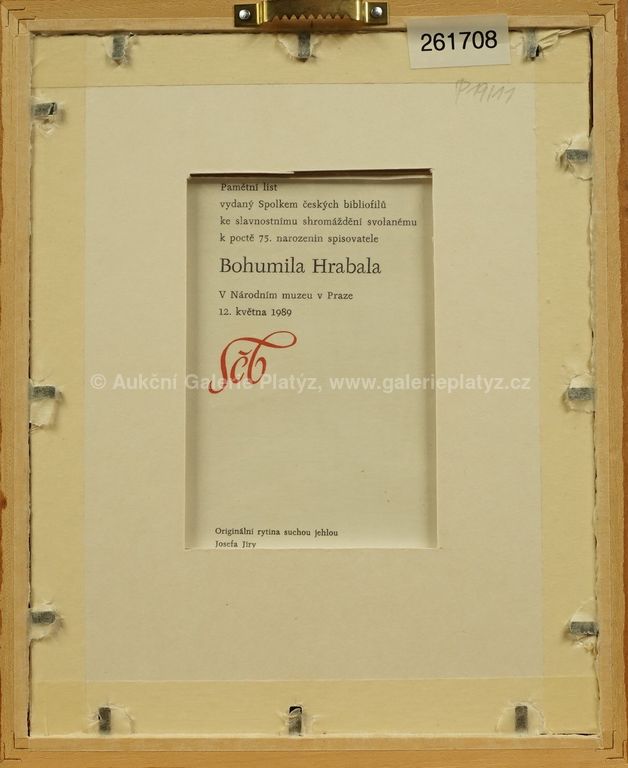 261708
Pamětní list
vydaný Spolkem českých bibliofilů
ke slavnostnímu shromáždění svolanému
k poctě 75. narozenin spisovatele
Bohumila Hrabala
V Národním muzeu v Praze
12. května 1989
Sčb
© Aukční Galerie Platýz, www.galerieplatyz.cz
Originální rytina suchou jehlou
Josefa Jíry